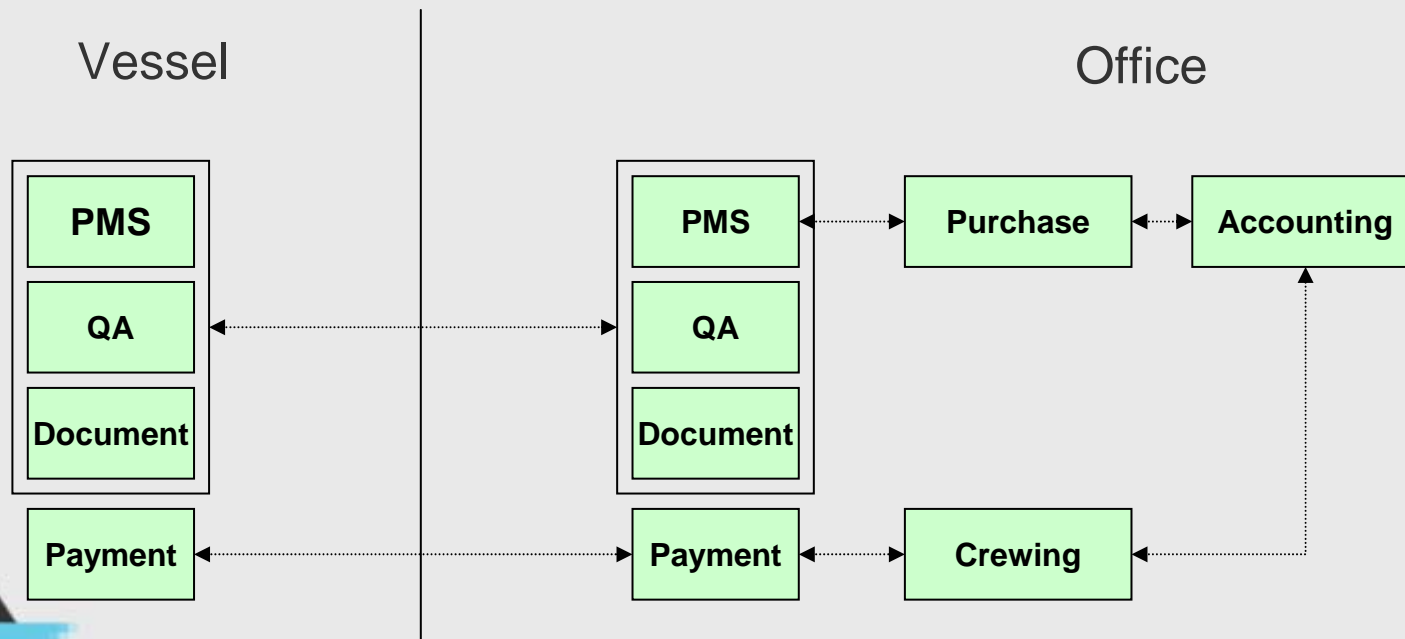 Vessel
Office
PMS
QA
Document
Payment
PMS
QA
Document
Payment
Purchase
Accounting
Crewing